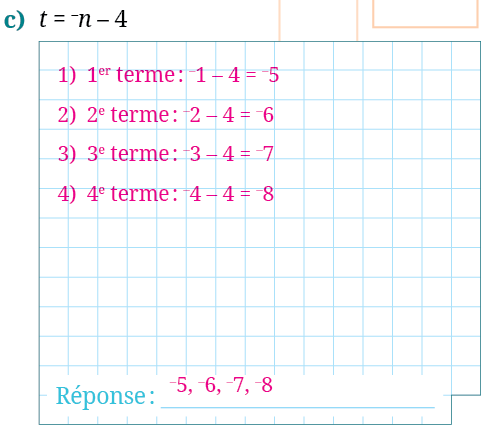 c) t = ⁻n – 4
1) 1er terme : ⁻1 – 4 = ⁻5
2) 2e terme : ⁻2 – 4 = ⁻6
3) 3e terme : ⁻3 – 4 = ⁻7
4) 4e terme : ⁻4 – 4 = ⁻8
Réponse : ⁻5, ⁻6, ⁻7, ⁻8